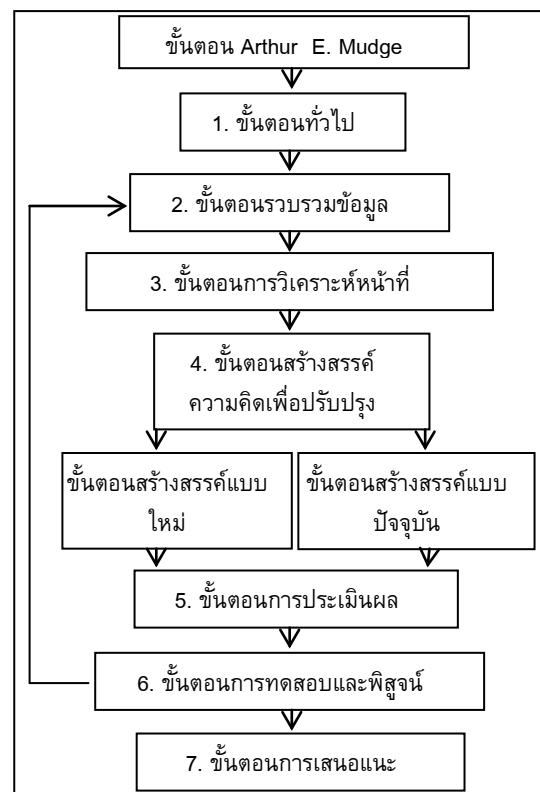 ขั้นตอน Arthur E. Mudge
1. ขั้นตอนทั่วไป
2. ขั้นตอนรวบรวมข้อมูล
3. ขั้นตอนการวิเคราะห์หน้าที่
4. ขั้นตอนสร้างสรรค์
ความคิดเพื่อปรับปรุง
ขั้นตอนสร้างสรรค์แบบ
ใหม่
ขั้นตอนสร้างสรรค์แบบ
ปัจจุบัน
5. ขั้นตอนการประเมินผล
6. ขั้นตอนการทดสอบและพิสูจน์
7. ขั้นตอนการเสนอแนะ